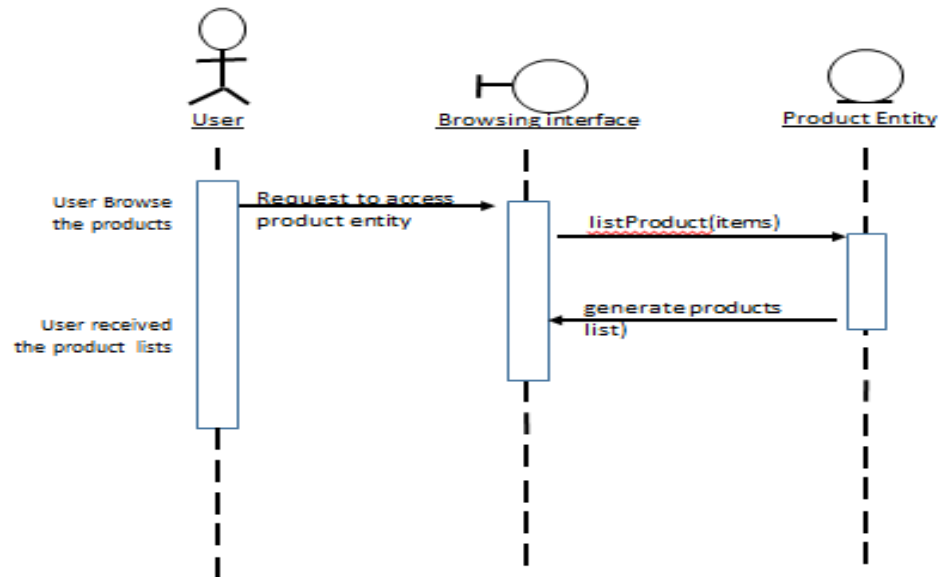 User
Browsing interface
Product Entity
User Browse
the products
Request to access
product entity
listProduct(items)
generate products
list)
User received
the product lists